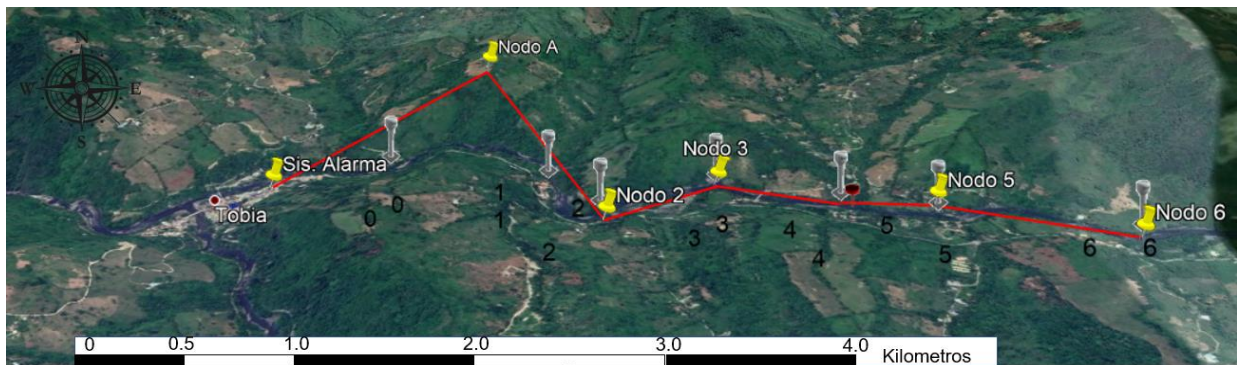 N
W E
S
Nodo A
Sis. Alarma
Nodo 3
Nodo 5
Nodo 2
Nodo 6
Tobia
0 0
1
1
2
2
3 3
4
4
5
5
6 6
0 0.5 1.0 2.0 3.0 4.0 Kilometros